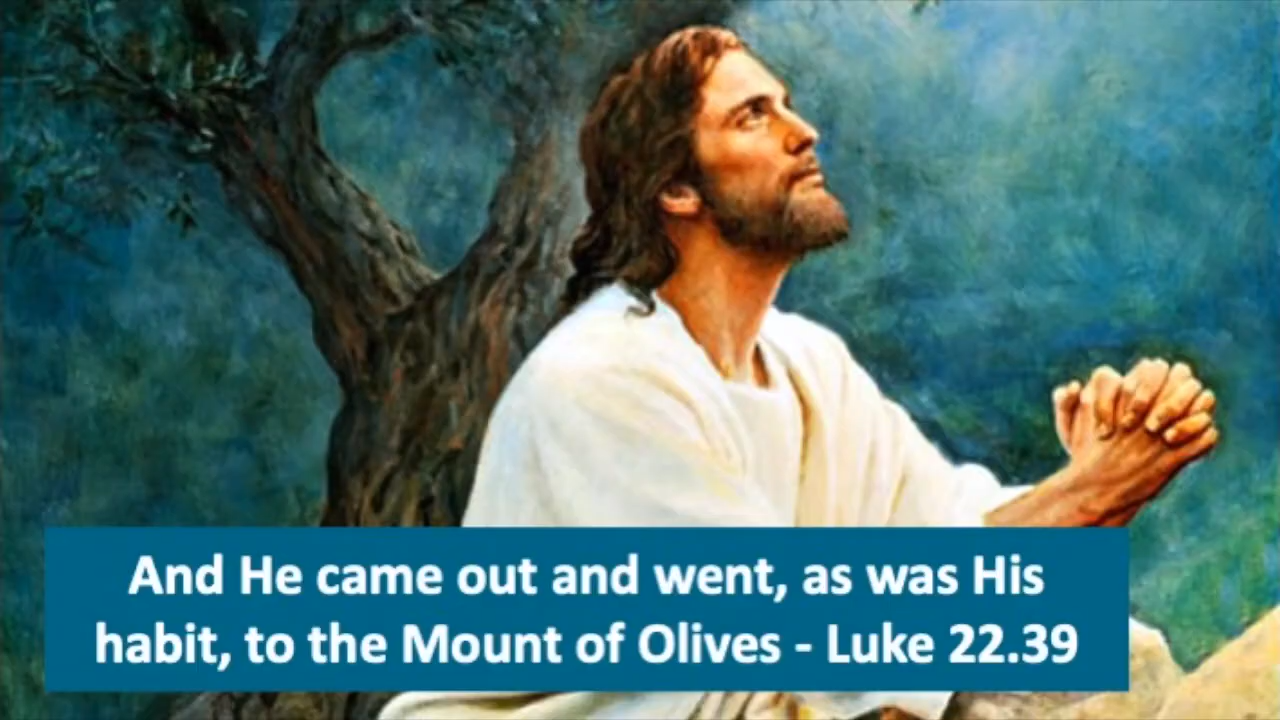 And He came out and went, as was His
habit, to the Mount of Olives - Luke 22.39